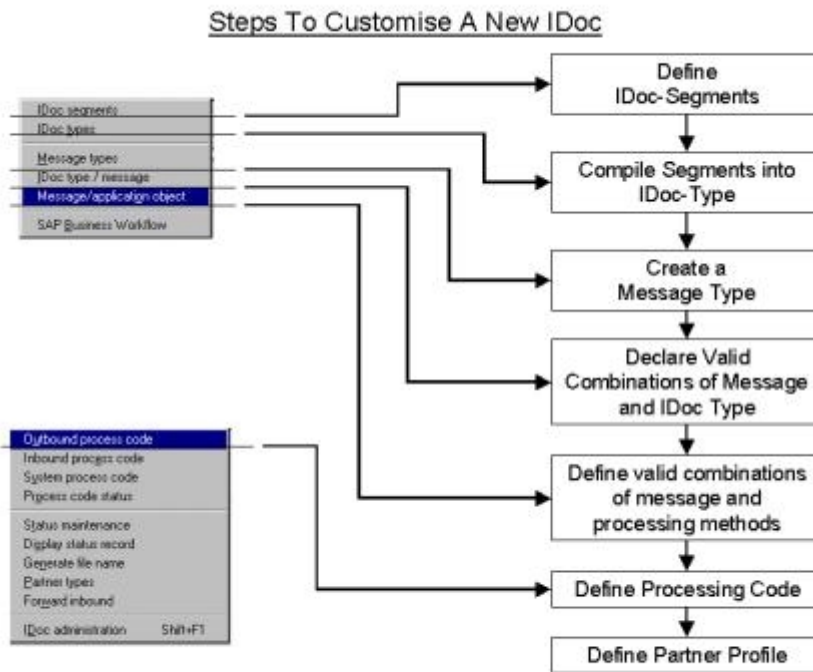 Steps To Customise A New IDoc
IDoc segments
IDoc types
Message types
IDoc type / message
Message/application object
SAP Business Workflow
Outbound process code
Inbound process code
System process code
Process code status
Status maintenance
Display status record
Generate file name
Partner types
Forward inbound
IDoc administration Shift+F1
Define
IDoc-Segments
Compile Segments into
IDoc-Type
Create a
Message Type
Declare Valid
Combinations of Message
and IDoc Type
Define valid combinations
of message and
processing methods
Define Processing Code
Define Partner Profile